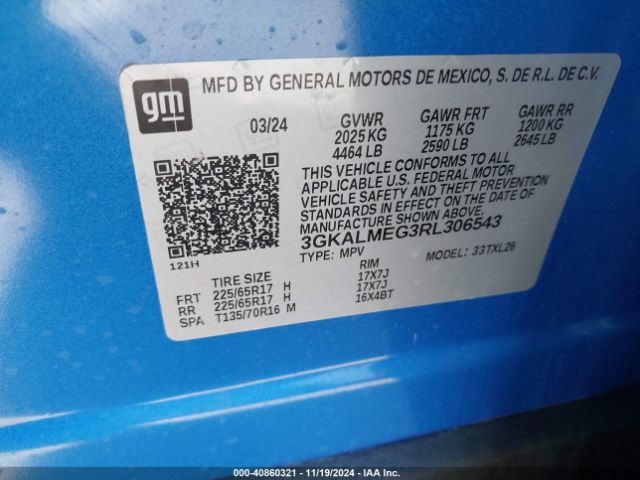 gm
MFD BY GENERAL MOTORS DE MEXICO, S. DE R.L. DE C.V.
03/24 GVWR GAWR FRT GAWR RR
2025 KG 1175 KG 1200 KG
4464 LB 2590 LB 2645 LB
THIS VEHICLE CONFORMS TO ALL
APPLICABLE U.S. FEDERAL MOTOR
VEHICLE SAFETY AND THEFT PREVENTION
STANDARDS IN EFFECT ON THE DATE OF
MANUFACTURE SHOWN ABOVE.
3GKALMEG3RL306543
TYPE: MPV MODEL: 33TXL26
121H
TIRE SIZE RIM
FRT 225/65R17 H 17X7J
RR 225/65R17 H 17X7J
SPA T135/70R16 M 16X4BT
000-40860321 - 11/19/2024 - IAA Inc.